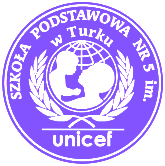 SZKOŁA PODSTAWOWA NR 5 im.
w Turku
unicef